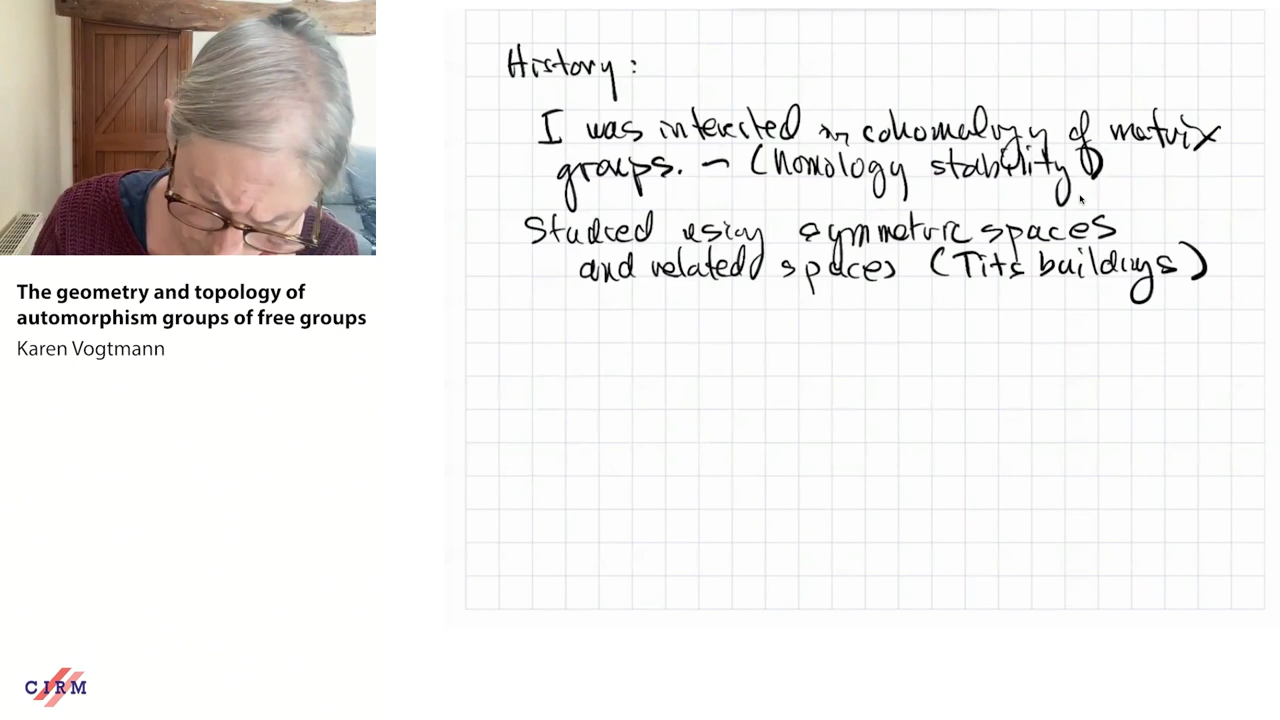 History:
I was interested in cohomology of matrix
groups. – (homology stability)
Studied using symmetric spaces
and related spaces (Tits buildings)
The geometry and topology of
automorphism groups of free groups
Karen Vogtmann
CIRM